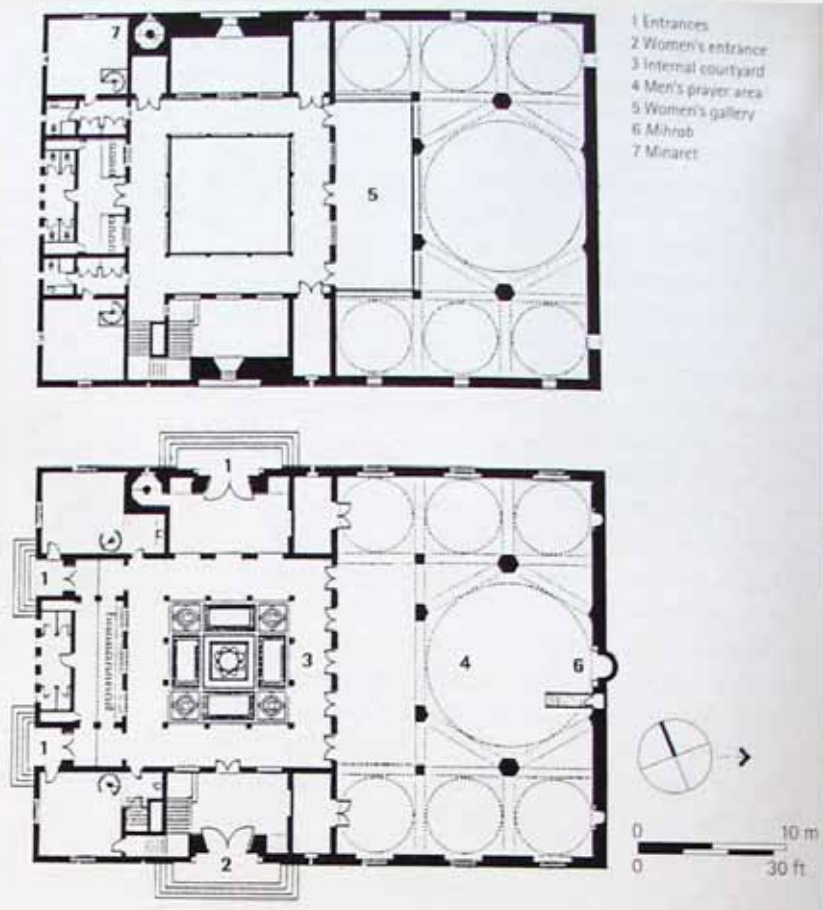 1 Entrances
2 Women's entrance
3 Internal courtyard
4 Men's prayer area
5 Women's gallery
6 Mihrab
7 Minaret
7
5
1
1
3
4
6
1
2
0 10 m
0 30 ft